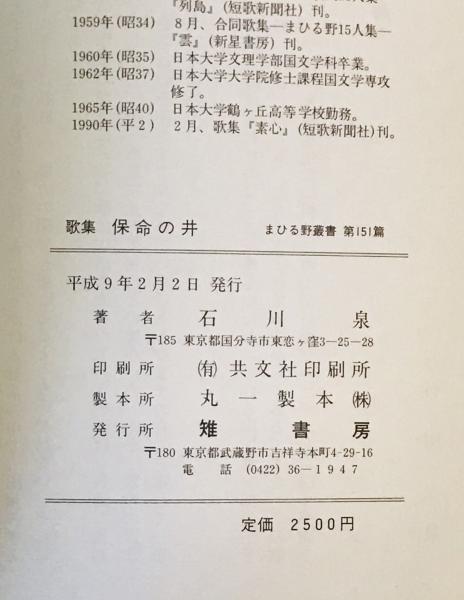 『列島』(短歌新聞社) 刊。
1959年(昭34) 8月、合同歌集―まひる野15人集―
『雲』(新星書房) 刊。
1960年(昭35) 日本大学文理学部国文学科卒業。
1962年(昭37) 日本大学大学院修士課程国文学専攻
修了。
1965年(昭40) 日本大学鶴ヶ丘高等学校勤務。
1990年(平2) 2月、歌集『素心』(短歌新聞社)刊。
歌集 保命の井 まひる野叢書 第151篇
平成9年2月2日 発行
著者 石川泉
〒185 東京都国分寺市東恋ヶ窪3―25―28
印刷所 ㈲共文社印刷所
製本所 丸一製本㈱
発行所 雉書房
〒180 東京都武蔵野市吉祥寺本町4-29-16
電話 (0422) 36―1947
定価 2500円